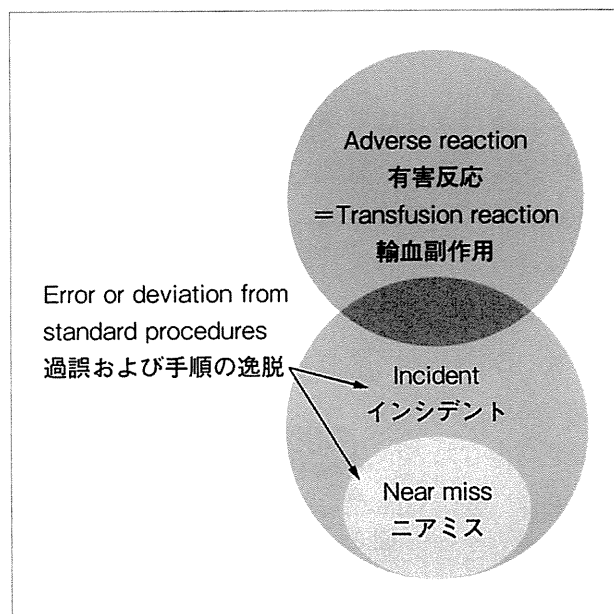 Adverse reaction
有害反応
=Transfusion reaction
輸血副作用
Error or deviation from
standard procedures
過誤および手順の逸脱
Incident
インシデント
Near miss
ニアミス